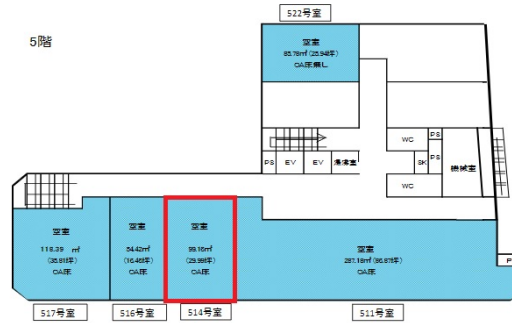 522号室
5階
空室
85.78㎡(25.94坪)
OA床無し
WC
PS
PS
EV
EV
湯沸室
SK
PS
機械室
WC
空室
118.39 ㎡
(35.81坪)
OA床
空室
54.42㎡
(16.46坪)
OA床
空室
99.16㎡
(29.99坪)
OA床
空室
287.18㎡(86.87坪)
OA床
517号室
516号室
514号室
511号室